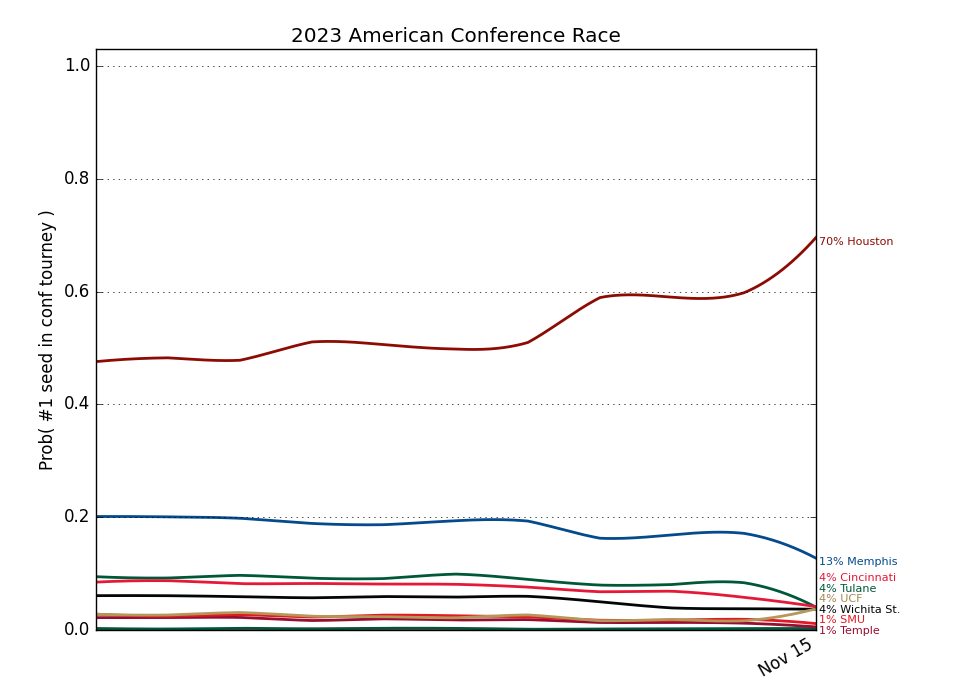 2023 American Conference Race
Prob( #1 seed in conf tourney )
1.0
0.8
0.6
0.4
0.2
0.0
70% Houston
13% Memphis
4% Cincinnati
4% Tulane
4% UCF
4% Wichita St.
1% SMU
1% Temple
Nov 15